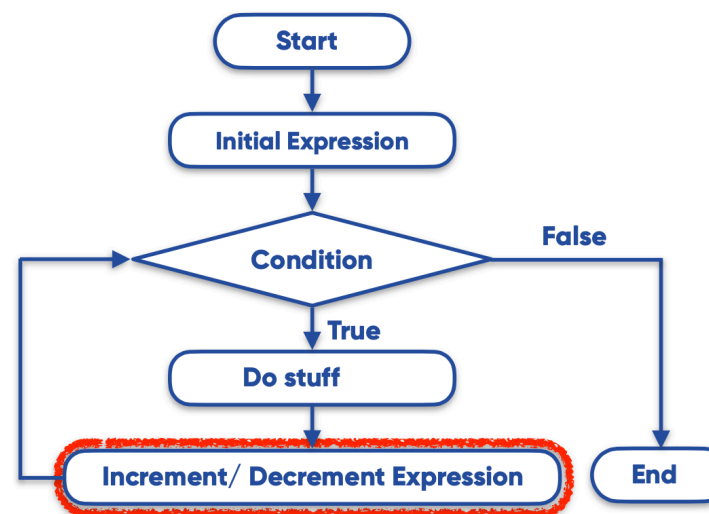 Start
Initial Expression
Condition
False
True
Do stuff
Increment/ Decrement Expression
End